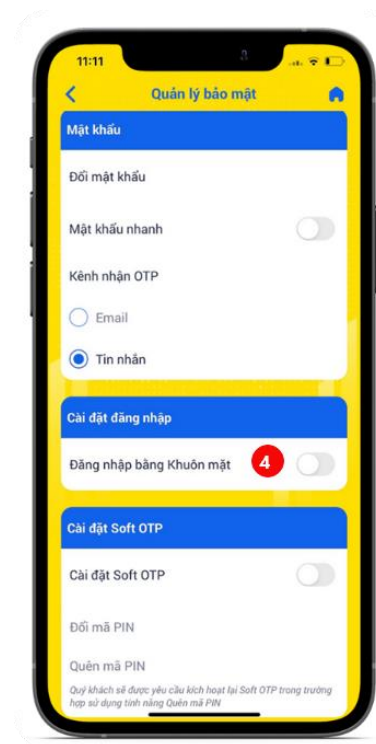 11:11
Quản lý bảo mật
Mật khẩu
Đổi mật khẩu
Mật khẩu nhanh
Kênh nhận OTP
Email
Tin nhắn
Cài đặt đăng nhập
Đăng nhập bằng Khuôn mặt 4
Cài đặt Soft OTP
Cài đặt Soft OTP
Đổi mã PIN
Quên mã PIN
Quý khách sẽ được yêu cầu kích hoạt lại Soft OTP trong trường
hợp sử dụng tính năng Quên mã PIN